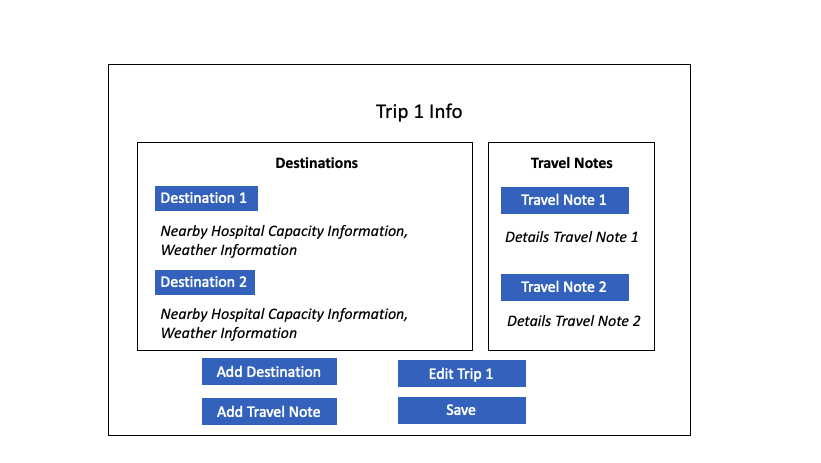 Trip 1 Info
Destinations
Destination 1
Nearby Hospital Capacity Information,
Weather Information
Destination 2
Nearby Hospital Capacity Information,
Weather Information
Travel Notes
Travel Note 1
Details Travel Note 1
Travel Note 2
Details Travel Note 2
Add Destination
Edit Trip 1
Add Travel Note
Save